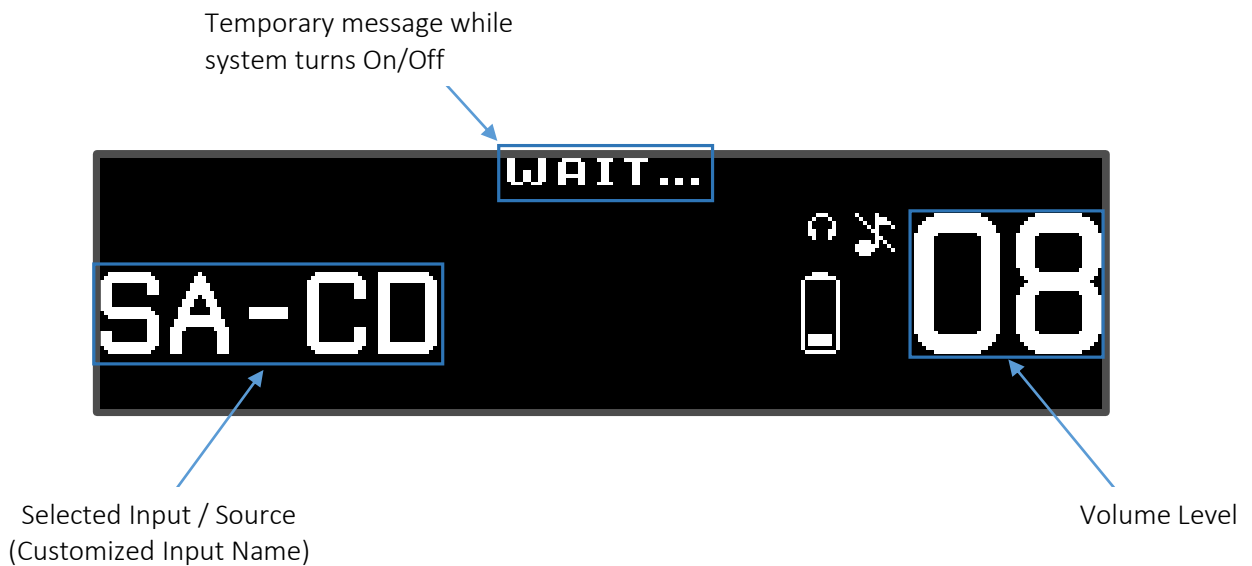 Temporary message while
system turns On/Off
WAIT...
SA-CD
08
Selected Input / Source
(Customized Input Name)
Volume Level